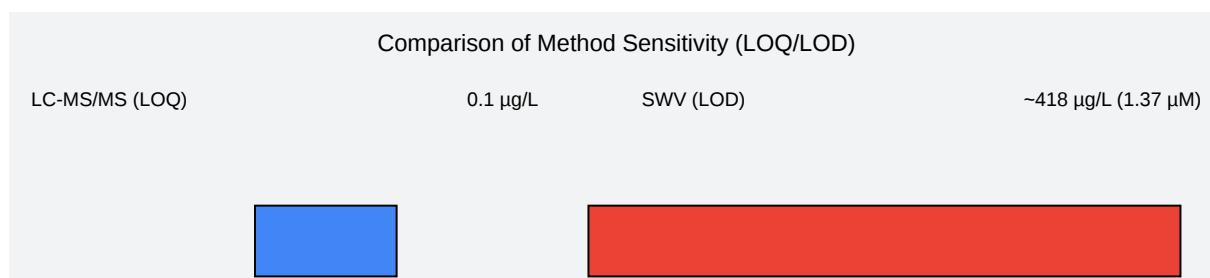 Comparison of Method Sensitivity (LOQ/LOD)
LC-MS/MS (LOQ) 0.1 µg/L SWV (LOD) ~418 µg/L (1.37 µM)